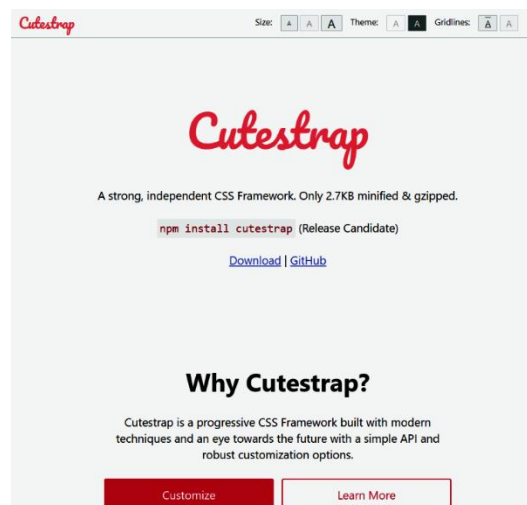 Cutestrap
Size: A A A Theme: A A Gridlines: A A
Cutestrap
A strong, independent CSS Framework. Only 2.7KB minified & gzipped.
npm install cutestrap (Release Candidate)
Download | GitHub
Why Cutestrap?
Cutestrap is a progressive CSS Framework built with modern
techniques and an eye towards the future with a simple API and
robust customization options.
Customize Learn More